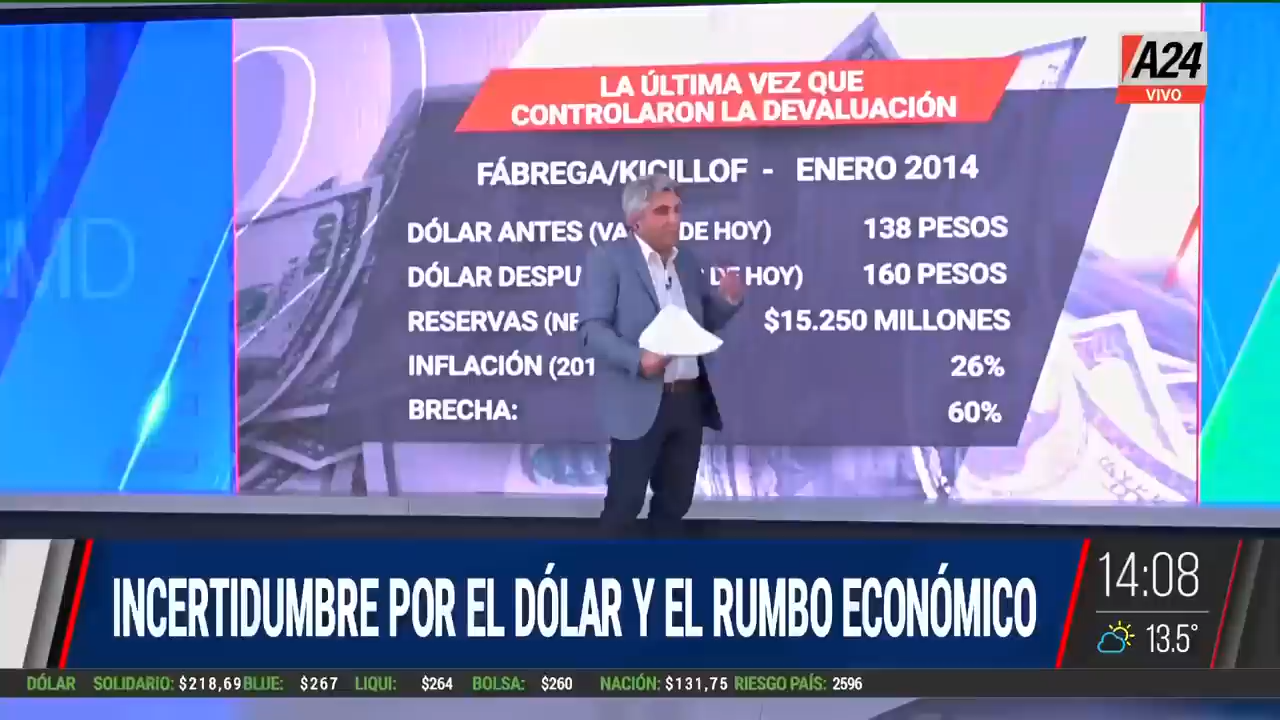 LA ÚLTIMA VEZ QUE
CONTROLARON LA DEVALUACIÓN
A24
VIVO
FÁBREGA/KICILLOF - ENERO 2014
DÓLAR ANTES (VA DE HOY) 138 PESOS
DÓLAR DESPU DE HOY) 160 PESOS
RESERVAS (NE $15.250 MILLONES
INFLACIÓN (201 26%
BRECHA: 60%
MD
INCERTIDUMBRE POR EL DÓLAR Y EL RUMBO ECONÓMICO
14:08
13.5°
DÓLAR SOLIDARIO: $218,69 BLUE: $267 LIQUI: $264 BOLSA: $260 NACIÓN: $131,75 RIESGO PAÍS: 2596